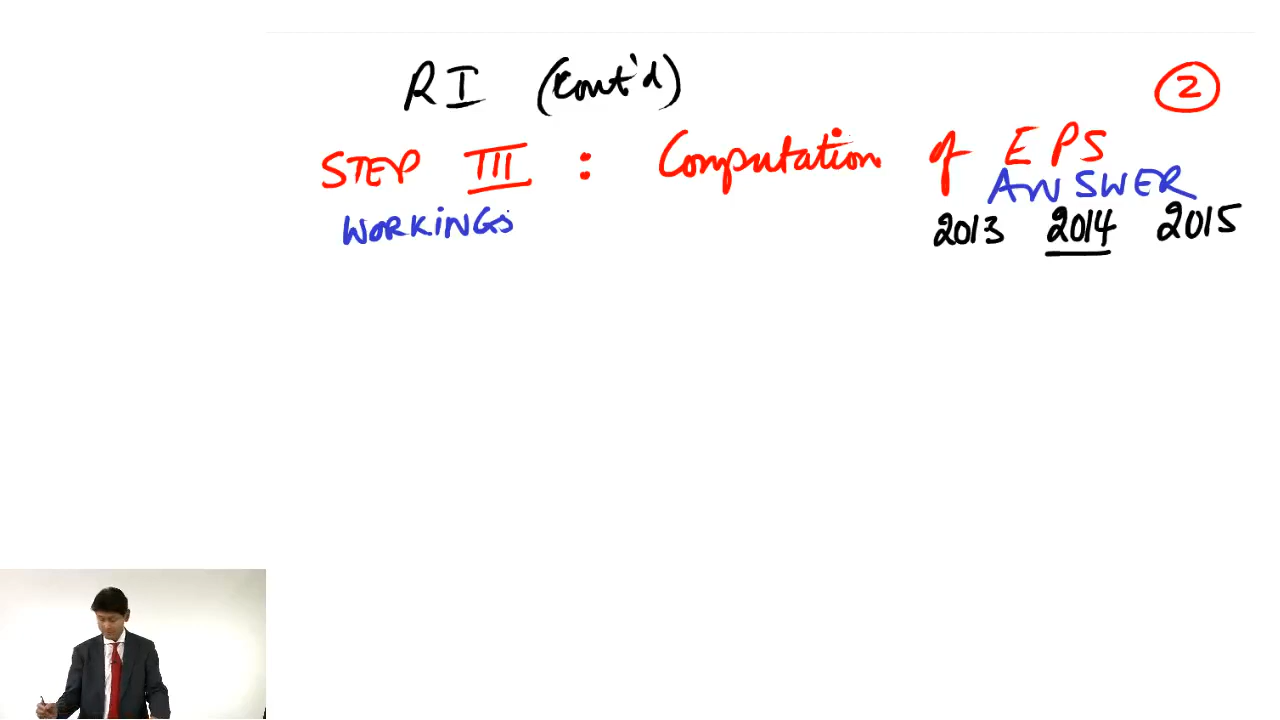 RI (Cont'd) 2
STEP III : Computation of EPS
WORKINGS ANSWER
2013 2014 2015